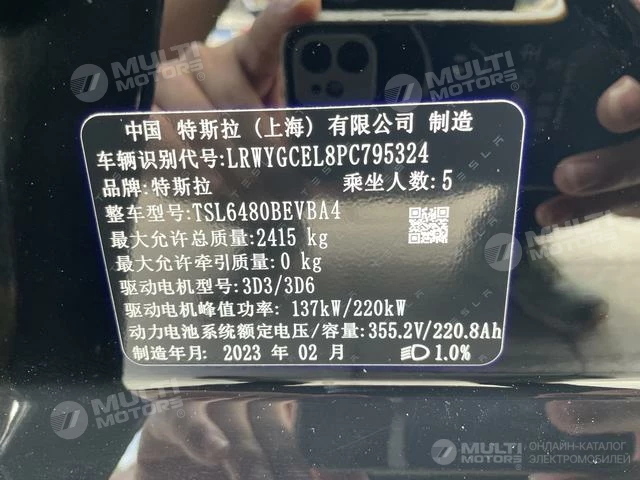 MULTI MOTORS®
MULTI MOTORS®
中国 特斯拉 (上海) 有限公司 制造
车辆识别代号:LRWYGCEL8PC795324
品牌:特斯拉 乘坐人数:5
整车型号:TSL6480BEVBA4
最大允许总质量:2415 kg
最大允许牵引质量:0 kg
驱动电机型号:3D3/3D6
驱动电机峰值功率: 137kW/220kW
动力电池系统额定电压/容量:355.2V/220.8Ah
制造年月: 2023 年 02 月 1.0%
MULTI MOTORS®
MULTI MOTORS®
MULTI MOTORS®
ОНЛАЙН-КАТАЛОГ
ЭЛЕКТРОМОБИЛЕЙ